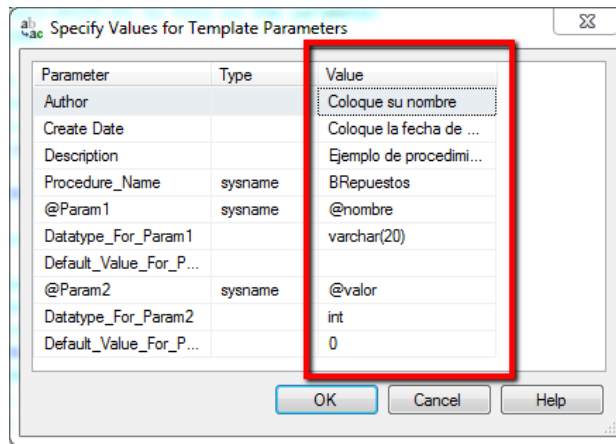 Specify Values for Template Parameters
Parameter Type Value
Author Coloque su nombre
Create Date Coloque la fecha de ...
Description Ejemplo de procedimi...
Procedure_Name sysname BRepuestos
@Param1 sysname @nombre
Datatype_For_Param1 varchar(20)
Default_Value_For_P...
@Param2 sysname @valor
Datatype_For_Param2 int
Default_Value_For_P... 0
OK Cancel Help